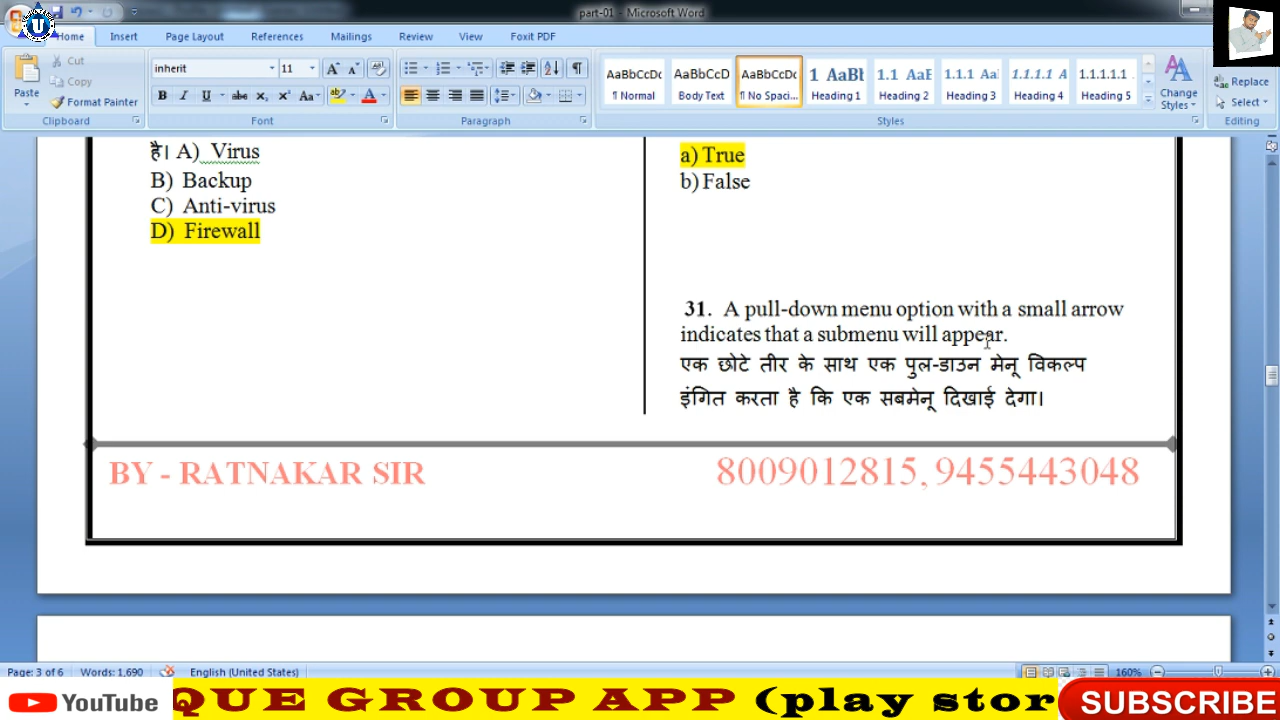 part-01 - Microsoft Word
Home Insert Page Layout References Mailings Review View Foxit PDF
Paste
Cut
Copy
Format Painter
Clipboard
inherit 11
Font
Paragraph
AaBbCcDc AaBbCcD AaBbCcDc 1 AaBl 1.1 AaE 1.1.1 Aa 1.1.1.1 A 1.1.1.1.1
¶ Normal Body Text ¶ No Spaci... Heading 1 Heading 2 Heading 3 Heading 4 Heading 5
Styles
Change Styles
Replace
Select
Editing
है। A) Virus
B) Backup
C) Anti-virus
D) Firewall
a) True
b) False
31. A pull-down menu option with a small arrow
indicates that a submenu will appear.
एक छोटे तीर के साथ एक पुल-डाउन मेनू विकल्प
इंगित करता है कि एक सबमेनू दिखाई देगा।
BY - RATNAKAR SIR 8009012815, 9455443048
Page: 3 of 6 Words: 1,690 English (United States) 160%
YouTube QUE GROUP APP (play stor SUBSCRIBE